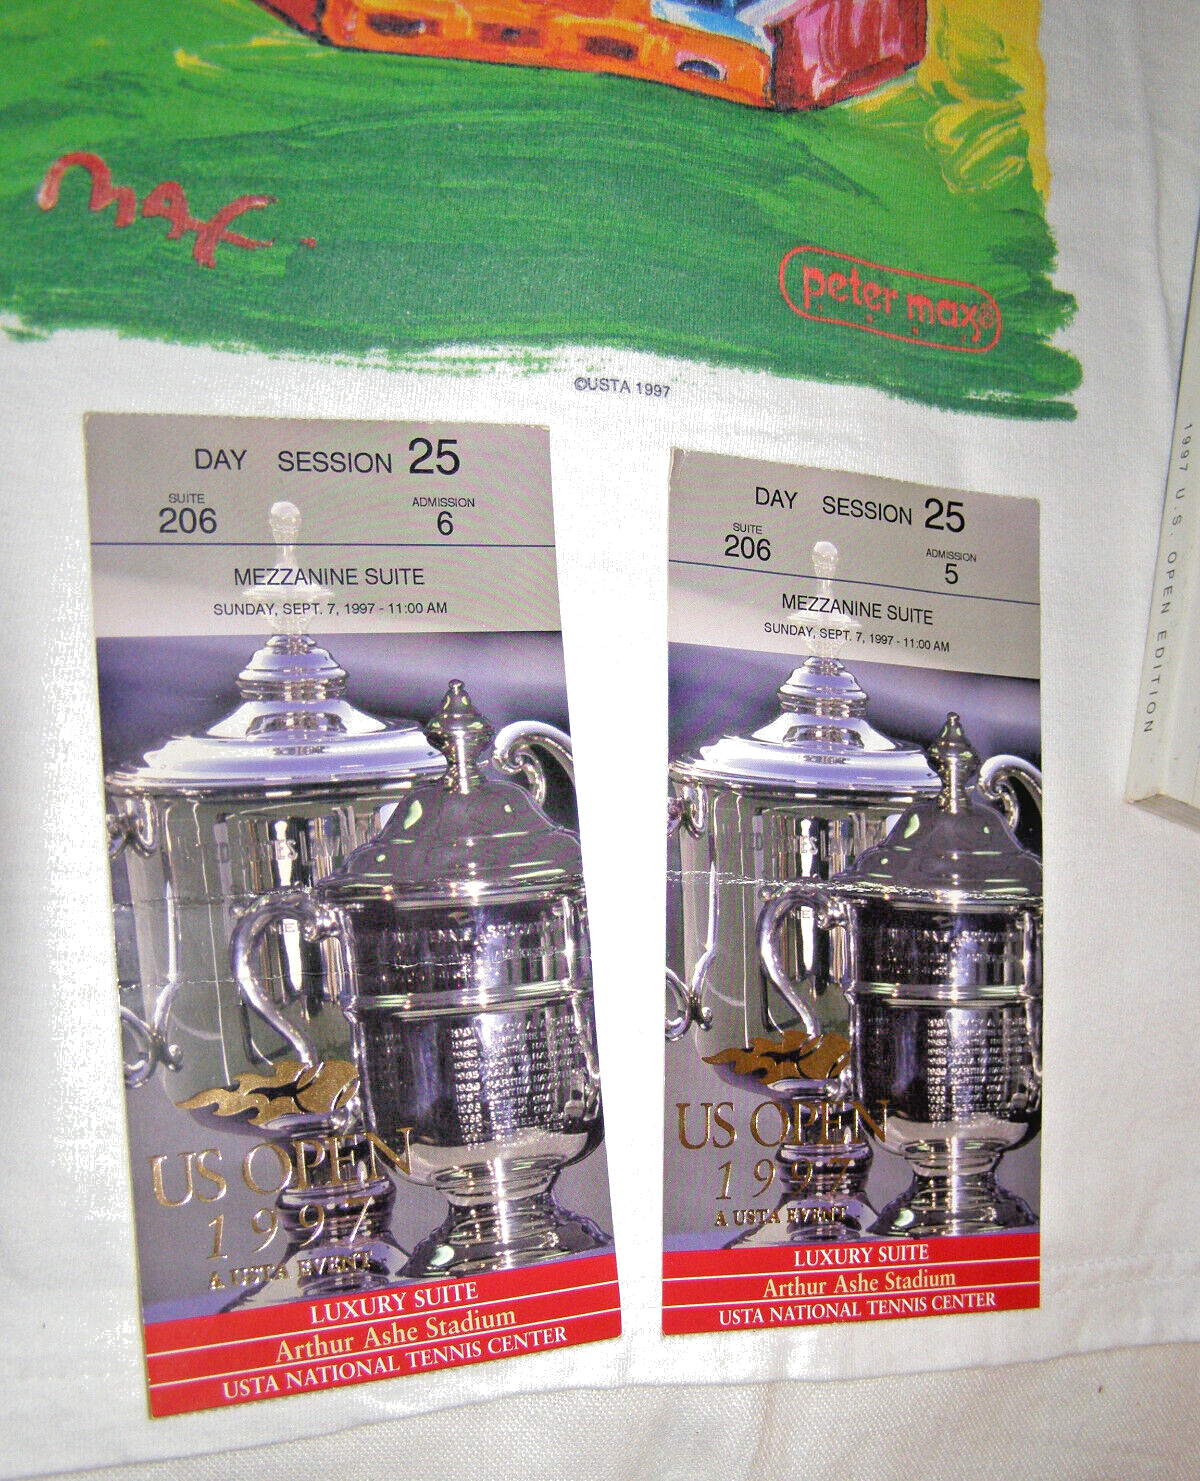 max
peter max®
©USTA 1997
DAY SESSION 25
SUITE
206
ADMISSION
6
MEZZANINE SUITE
SUNDAY, SEPT. 7, 1997 - 11:00 AM
US OPEN
1997
A USTA EVENT
LUXURY SUITE
Arthur Ashe Stadium
USTA NATIONAL TENNIS CENTER
DAY SESSION 25
SUITE
206
ADMISSION
5
MEZZANINE SUITE
SUNDAY, SEPT. 7, 1997 - 11:00 AM
US OPEN
1997
A USTA EVENT
LUXURY SUITE
Arthur Ashe Stadium
USTA NATIONAL TENNIS CENTER
1997 U.S. OPEN EDITION